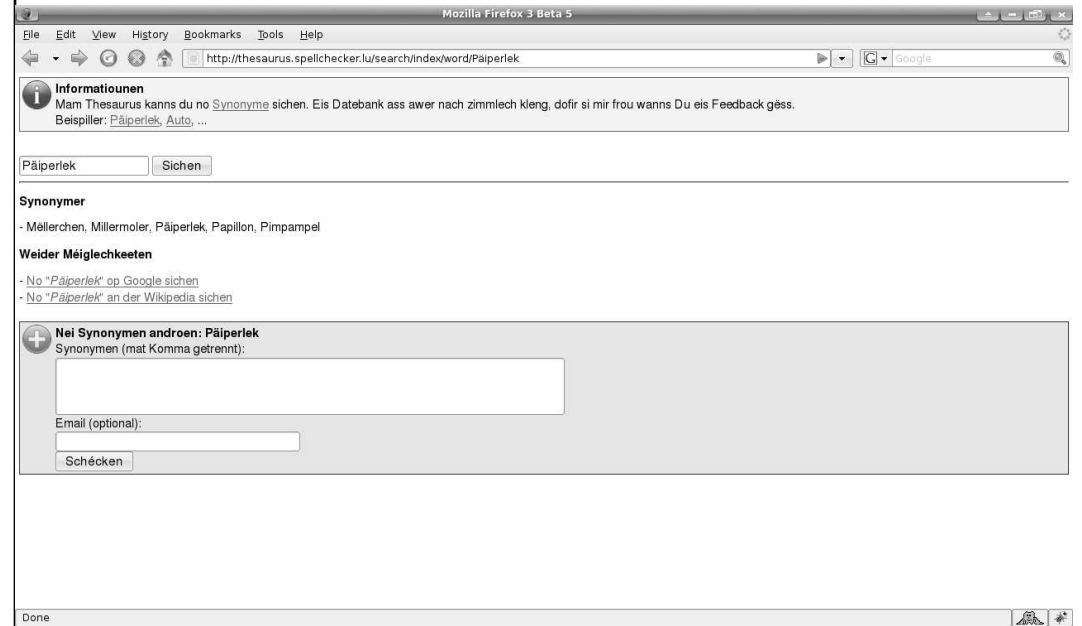 Mozilla Firefox 3 Beta 5
File Edit View History Bookmarks Tools Help
http://thesaurus.spellchecker.lu/search/index/word/Päiperlek
G Google
Informatiounen
Mam Thesaurus kanns du no Synonyme sichen. Eis Datebank ass awer nach zimmlech kleng, dofir si mir frou wanns Du eis Feedback gëss.
Beispiller: Päiperlek, Auto, ...
Päiperlek Sichen
Synonymer
- Mëllerchen, Millermoler, Päiperlek, Papillon, Pimpampel
Weider Méiglechkeeten
- No "Päiperlek" op Google sichen
- No "Päiperlek" an der Wikipedia sichen
Nei Synonymen androen: Päiperlek
Synonymen (mat Komma getrennt):
Email (optional):
Schécken
Done